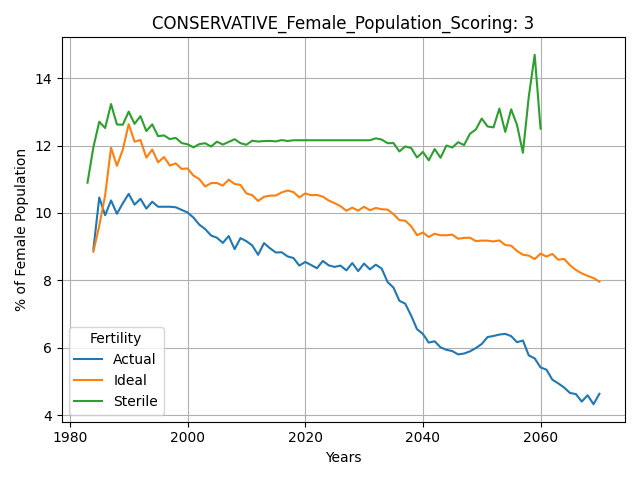 CONSERVATIVE_Female_Population_Scoring: 3
% of Female Population
14
12
10
8
6
4
Fertility
Actual
Ideal
Sterile
1980
2000
2020
2040
2060
Years